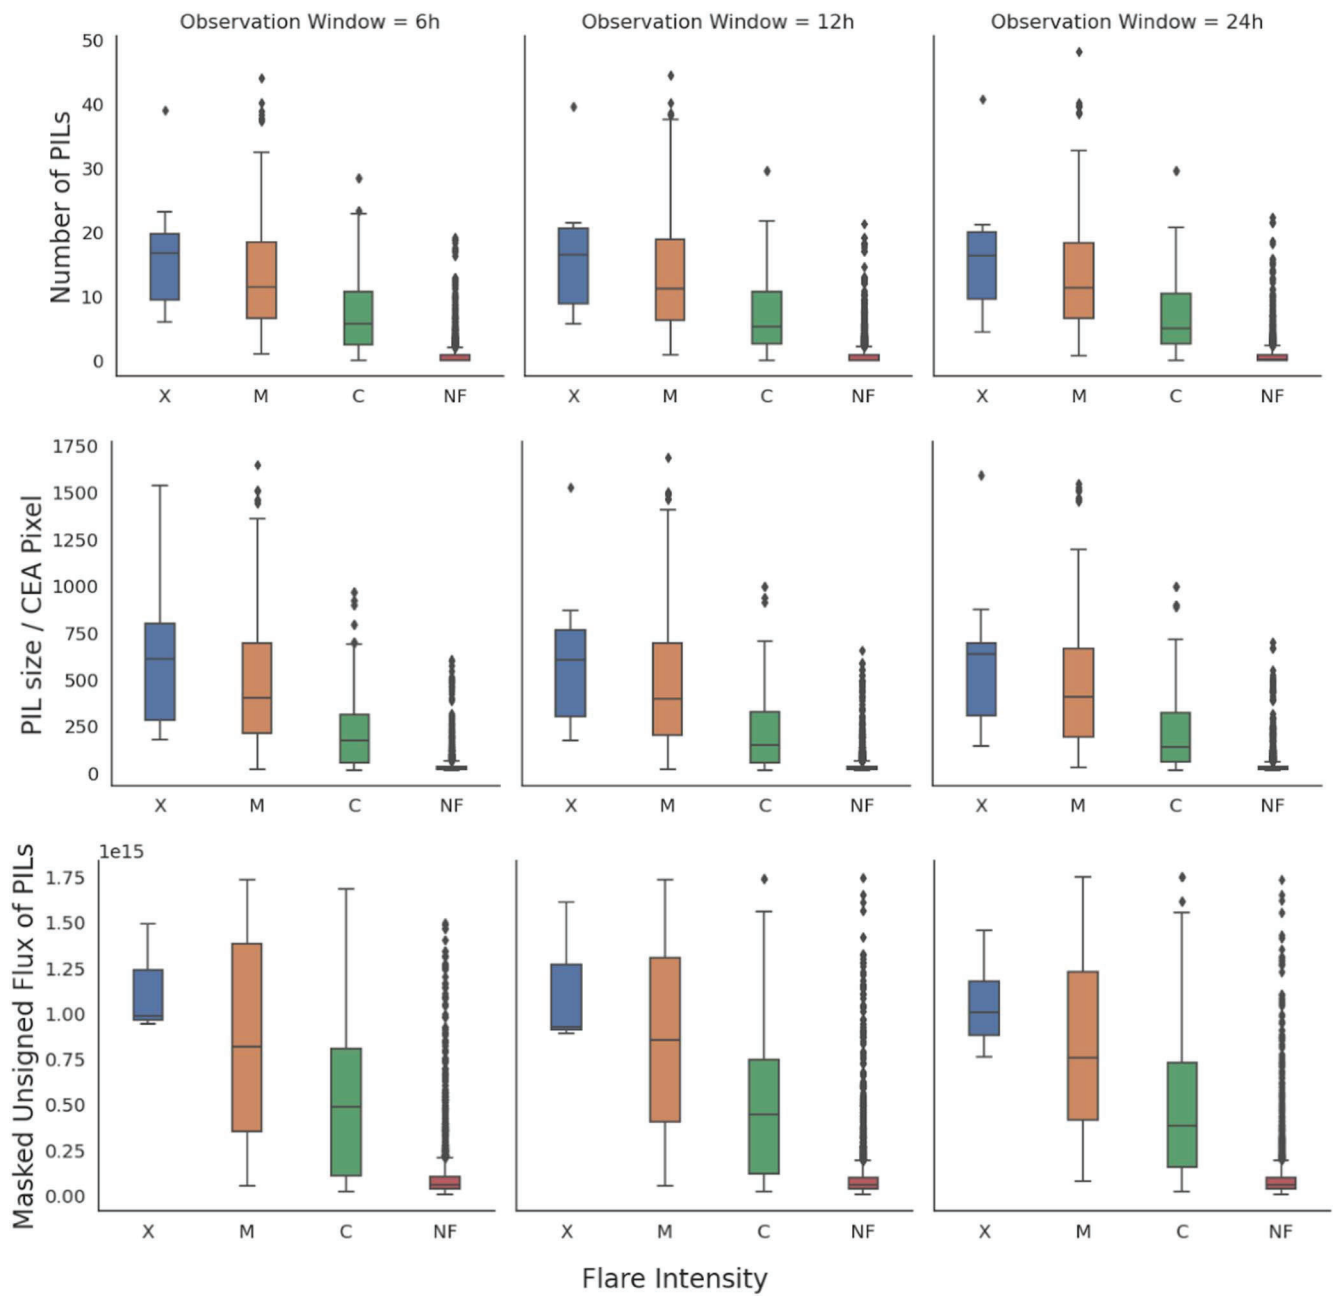 Observation Window = 6h
Observation Window = 12h
Observation Window = 24h
Number of PILs
50
40
30
20
10
0
X M C NF
X M C NF
X M C NF
PIL size / CEA Pixel
1750
1500
1250
1000
750
500
250
0
X M C NF
X M C NF
X M C NF
Masked Unsigned Flux of PILs
1e15
1.75
1.50
1.25
1.00
0.75
0.50
0.25
0.00
X M C NF
X M C NF
X M C NF
Flare Intensity